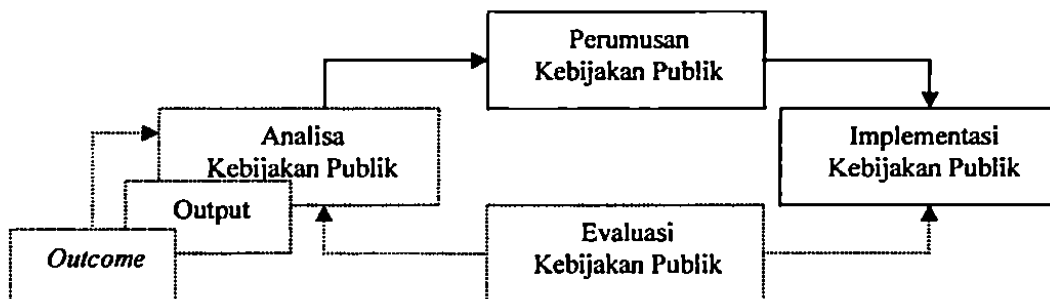 Perumusan
Kebijakan Publik
Analisa
Kebijakan Publik
Implementasi
Kebijakan Publik
Output
Outcome
Evaluasi
Kebijakan Publik